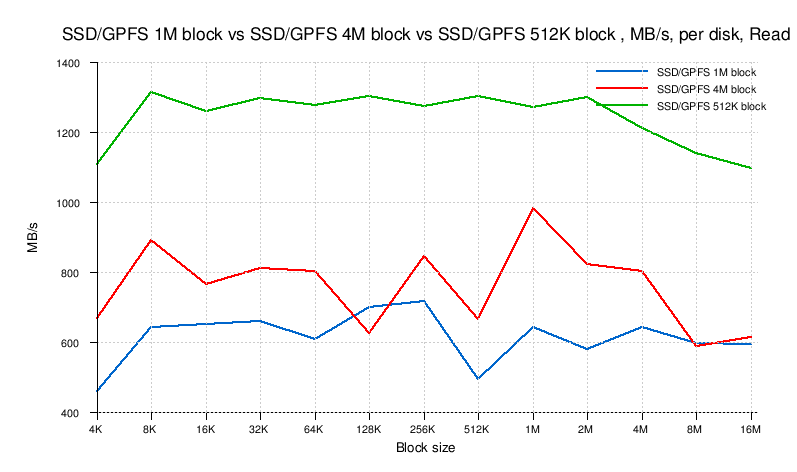 SSD/GPFS 1M block vs SSD/GPFS 4M block vs SSD/GPFS 512K block , MB/s, per disk, Read
1400
SSD/GPFS 1M block
SSD/GPFS 4M block
SSD/GPFS 512K block
1200
1000
MB/s
800
600
400
4K 8K 16K 32K 64K 128K 256K 512K 1M 2M 4M 8M 16M
Block size